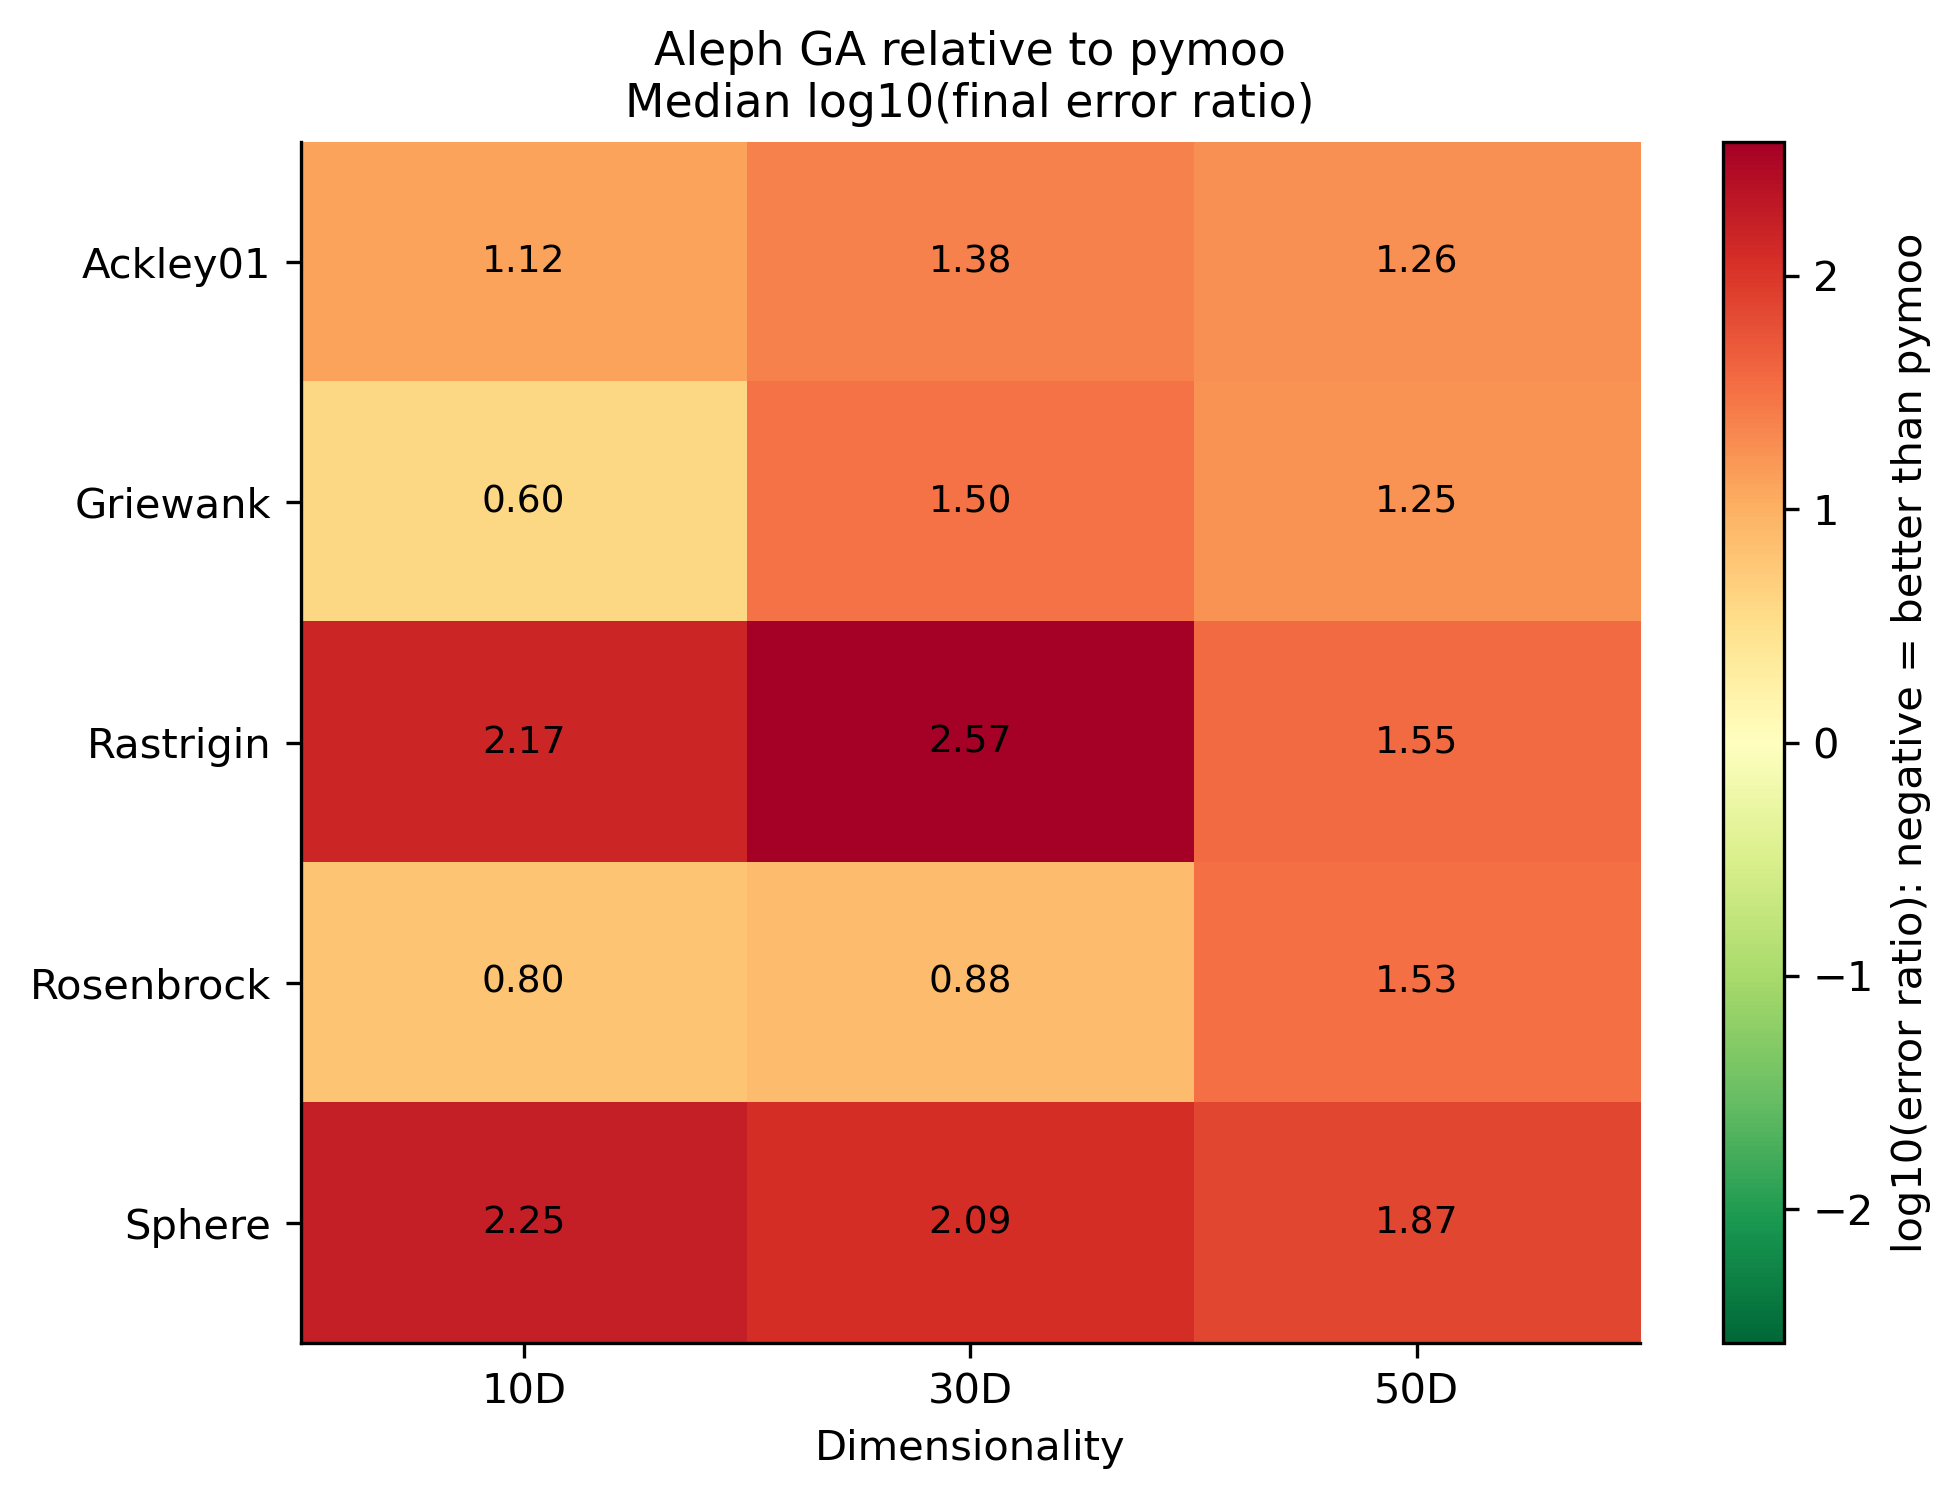 Aleph GA relative to pymoo
Median log10(final error ratio)
Ackley01
1.12
1.38
1.26
Griewank
0.60
1.50
1.25
Rastrigin
2.17
2.57
1.55
Rosenbrock
0.80
0.88
1.53
Sphere
2.25
2.09
1.87
10D
30D
50D
Dimensionality
2
1
0
−1
−2
log10(error ratio): negative = better than pymoo